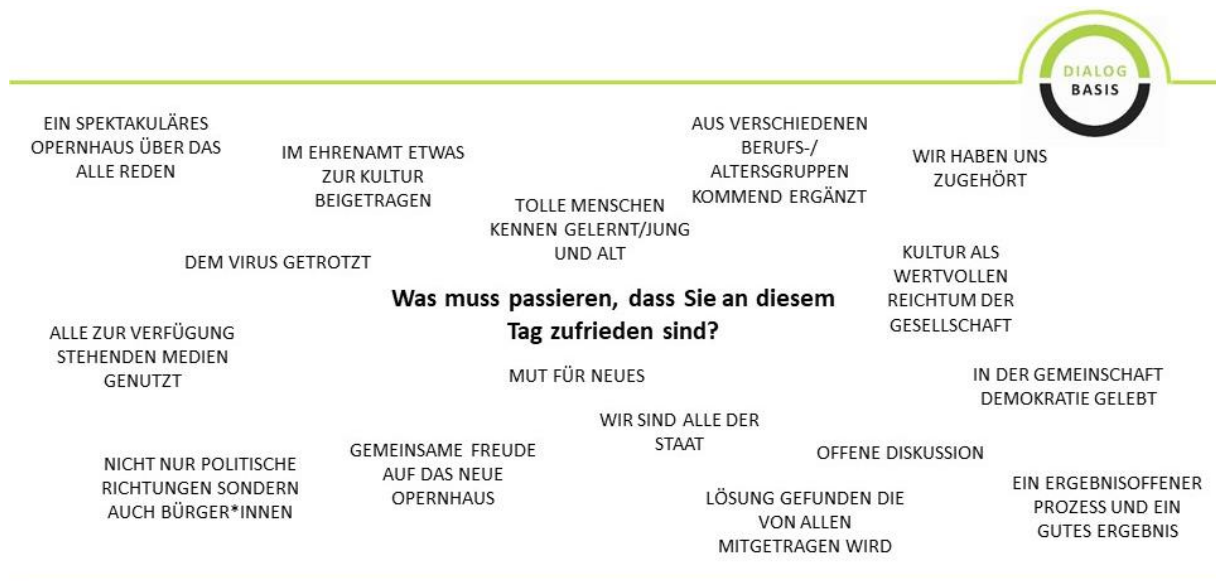 DIALOG
BASIS
EIN SPEKTAKULÄRES
OPERNHAUS ÜBER DAS
ALLE REDEN
IM EHRENAMT ETWAS
ZUR KULTUR
BEIGETRAGEN
TOLLE MENSCHEN
KENNEN GELERNT/JUNG
UND ALT
AUS VERSCHIEDENEN
BERUFS-/
ALTERSGRUPPEN
KOMMEND ERGÄNZT
WIR HABEN UNS
ZUGEHÖRT
DEM VIRUS GETROTZT
KULTUR ALS
WERTVOLLEN
REICHTUM DER
GESELLSCHAFT
Was muss passieren, dass Sie an diesem
Tag zufrieden sind?
ALLE ZUR VERFÜGUNG
STEHENDEN MEDIEN
GENUTZT
MUT FÜR NEUES
IN DER GEMEINSCHAFT
DEMOKRATIE GELEBT
WIR SIND ALLE DER
STAAT
NICHT NUR POLITISCHE
RICHTUNGEN SONDERN
AUCH BÜRGER*INNEN
GEMEINSAME FREUDE
AUF DAS NEUE
OPERNHAUS
OFFENE DISKUSSION
LÖSUNG GEFUNDEN DIE
VON ALLEN
MITGETRAGEN WIRD
EIN ERGEBNISOFFENER
PROZESS UND EIN
GUTES ERGEBNIS